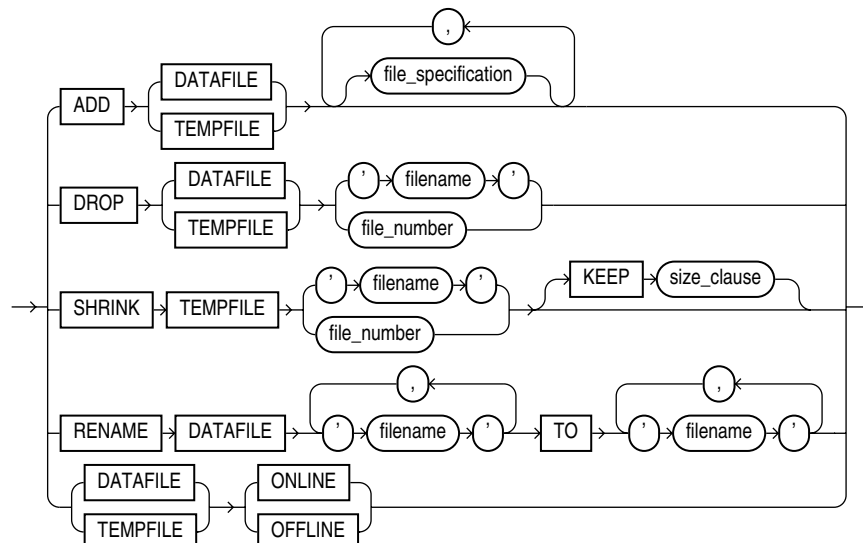 ,
file_specification
DATAFILE
ADD
TEMPFILE
DATAFILE
' filename '
DROP
TEMPFILE
file_number
' filename '
KEEP size_clause
SHRINK TEMPFILE
file_number
, ,
RENAME DATAFILE ' filename ' TO ' filename '
DATAFILE ONLINE
TEMPFILE OFFLINE